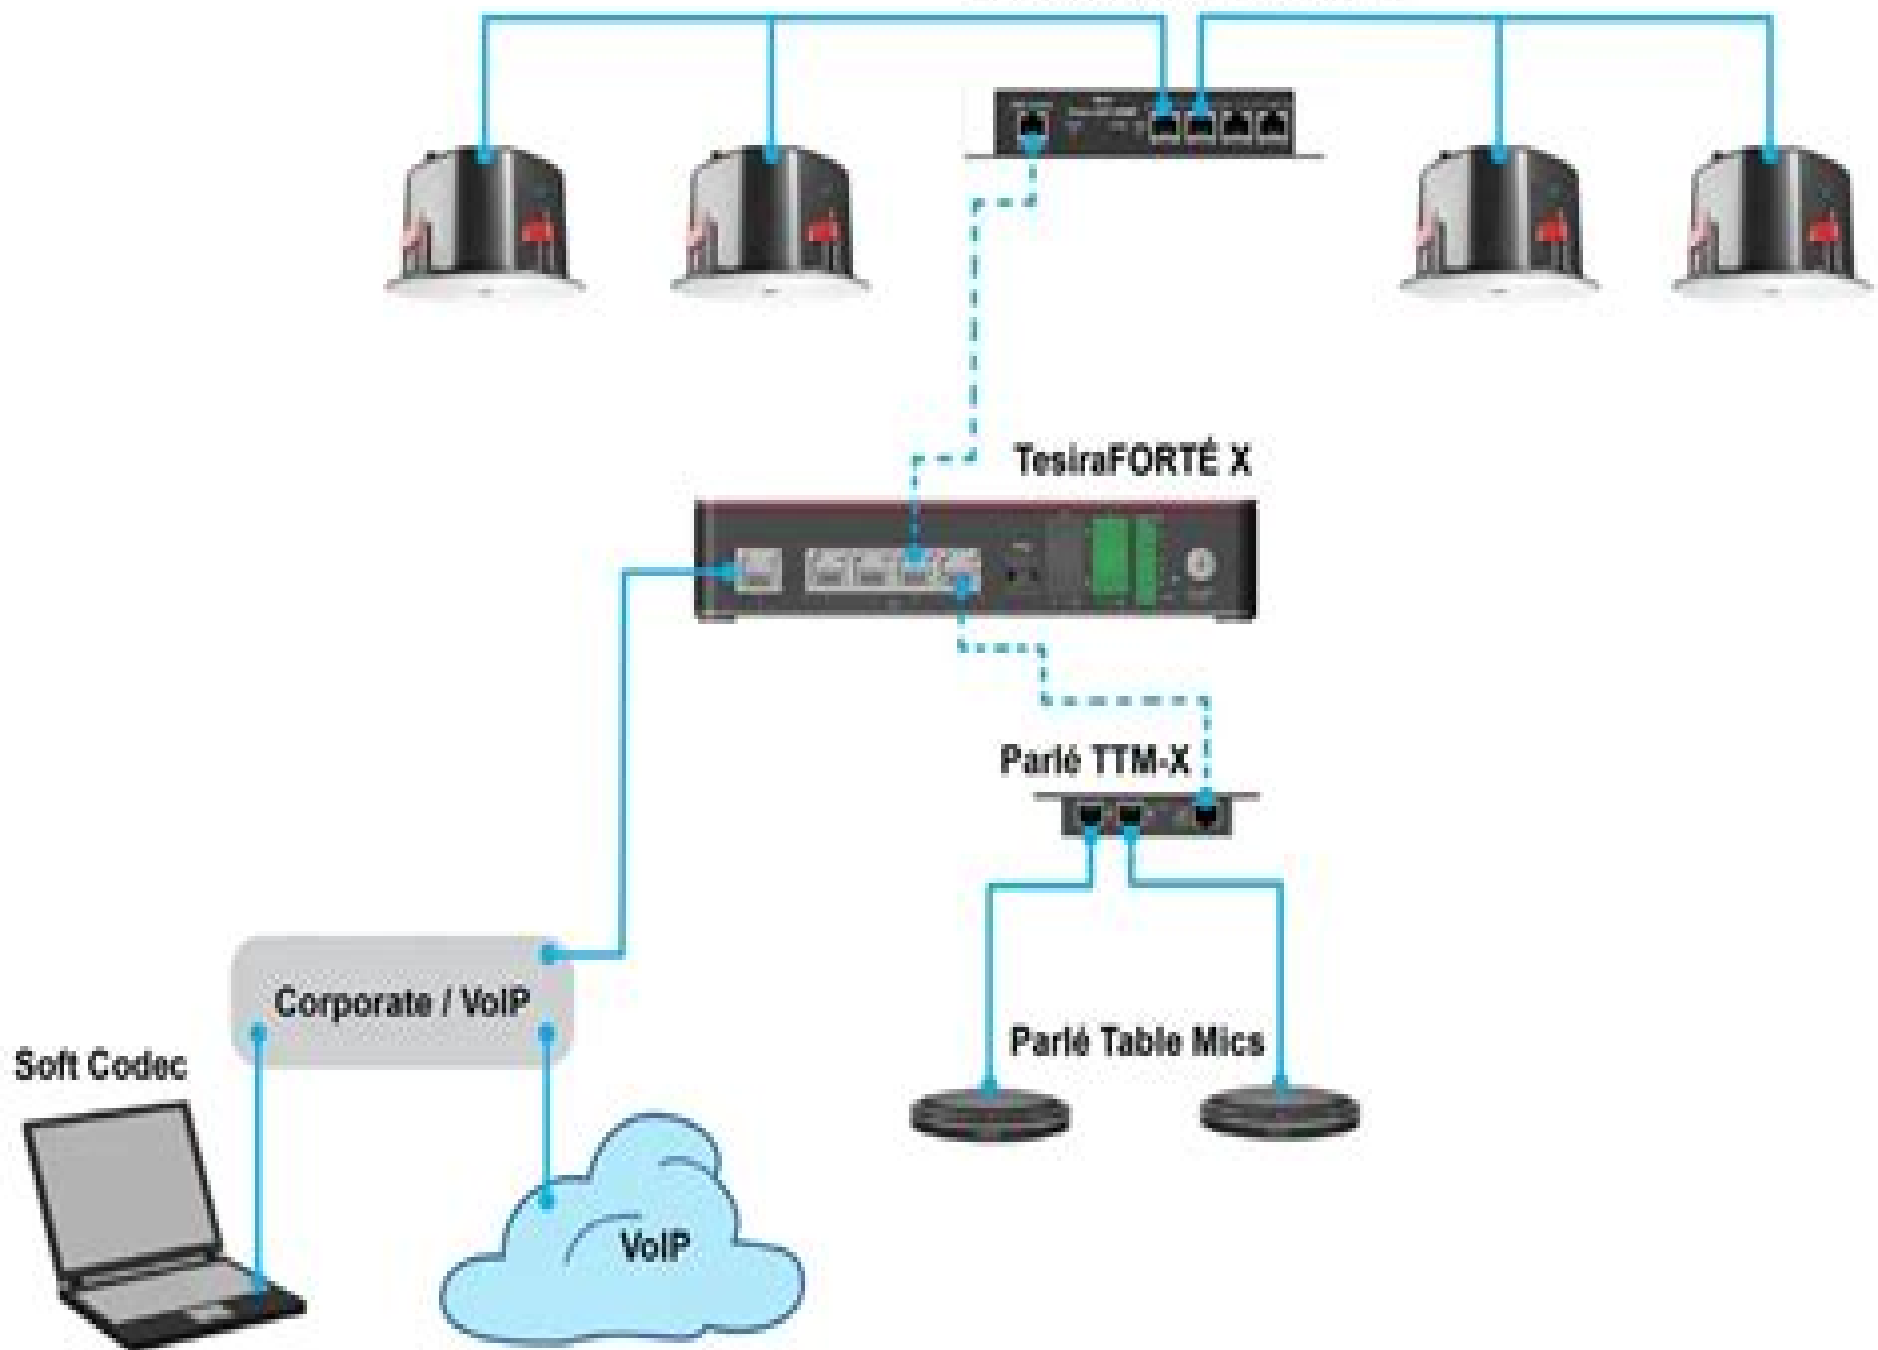 TesiraFORTÉ X
Parlé TTM-X
Corporate / VoIP
Parlé Table Mics
Soft Codec
VoIP